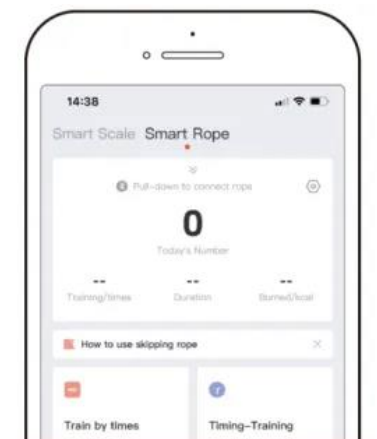 14:38
Smart Scale Smart Rope
Pull-down to connect rope
0
Today's Number
-- -- --
Training/times Duration Burned/kcal
How to use skipping rope
Train by times Timing-Training